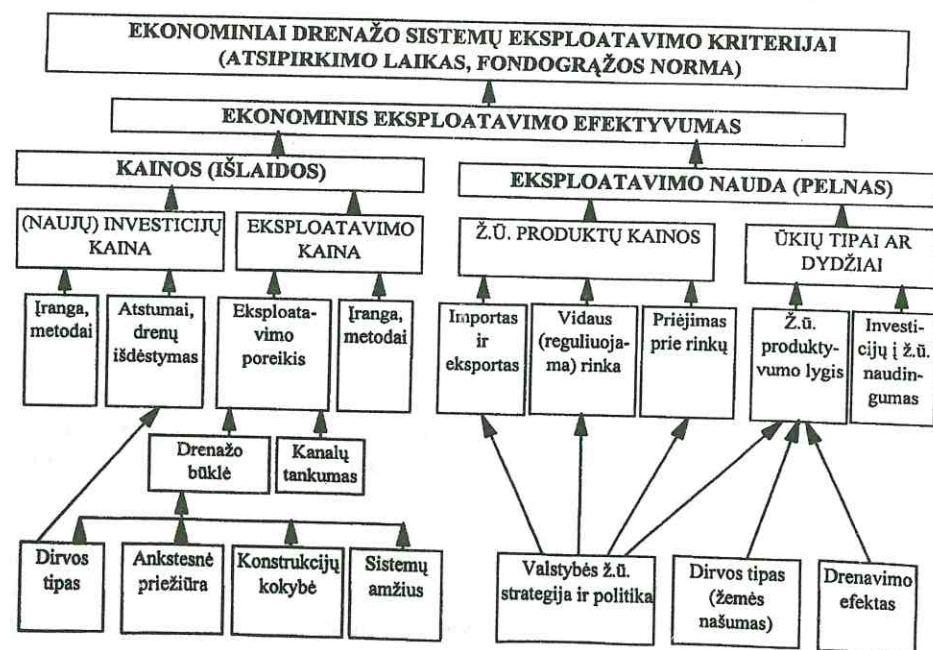 EKONOMINIAI DRENAŽO SISTEMŲ EKSPLOATAVIMO KRITERIJAI
(ATSIPIRKIMO LAIKAS, FONDOGRĄŽOS NORMA)
EKONOMINIS EKSPLOATAVIMO EFEKTYVUMAS
KAINOS (IŠLAIDOS)
EKSPLOATAVIMO NAUDA (PELNAS)
(NAUJŲ) INVESTICIJŲ
KAINA
EKSPLOATAVIMO
KAINA
Ž.Ū. PRODUKTŲ KAINOS
ŪKIŲ TIPAI AR
DYDŽIAI
Įranga,
metodai
Atstumai,
drenų
išdėstymas
Eksploata-
vimo
poreikis
Įranga,
metodai
Importas
ir
eksportas
Vidaus
(reguliuoja-
ma) rinka
Priėjimas
prie rinkų
Ž.ū.
produkty-
vumo lygis
Investi-
cijų į ž.ū.
naudin-
gumas
Drenažo
būklė
Kanalų
tankumas
Dirvos
tipas
Ankstesnė
priežiūra
Konstrukcijų
kokybė
Sistemų
amžius
Valstybės ž.ū.
strategija ir politika
Dirvos tipas
(žemės
našumas)
Drenavimo
efektas